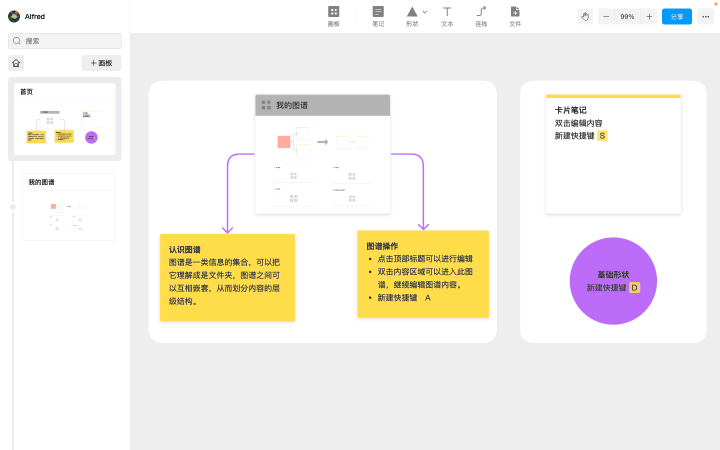 Alfred
搜索
画板
首页
我的图谱
画板
笔记
形状
文本
连线
文件
99%
分享
我的图谱
认识图谱
图谱是一类信息的集合，可以把
它理解成是文件夹，图谱之间可
以互相嵌套，从而划分内容的层
级结构。
图谱操作
• 点击顶部标题可以进行编辑
• 双击内容区域可以进入此图
谱，继续编辑图谱内容。
• 新建快捷键 A
卡片笔记
双击编辑内容
新建快捷键 S
基础形状
新建快捷键 D